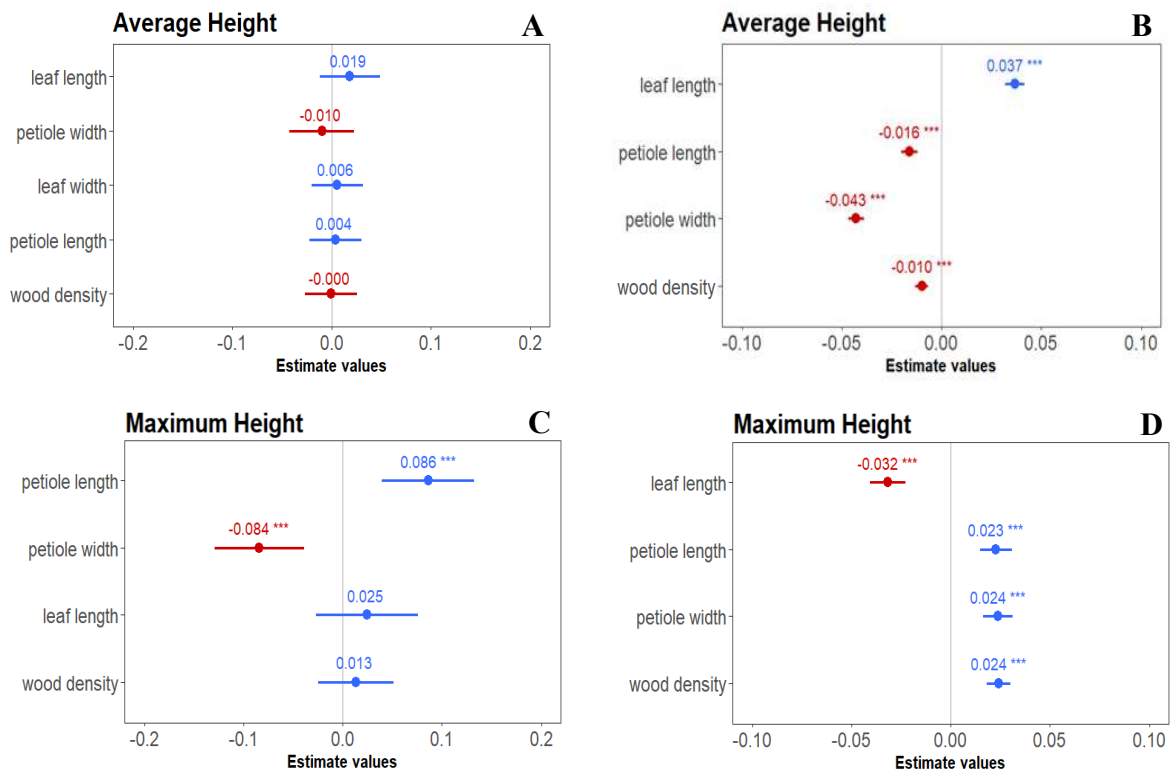 Average Height
A
leaf length
0.019
petiole width
-0.010
leaf width
0.006
petiole length
0.004
wood density
-0.000
-0.2 -0.1 0.0 0.1 0.2
Estimate values
Average Height
B
leaf length
0.037 ***
petiole length
-0.016 ***
petiole width
-0.043 ***
wood density
-0.010 ***
-0.10 -0.05 0.00 0.05 0.10
Estimate values
Maximum Height
C
petiole length
0.086 ***
petiole width
-0.084 ***
leaf length
0.025
wood density
0.013
-0.2 -0.1 0.0 0.1 0.2
Estimate values
Maximum Height
D
leaf length
-0.032 ***
petiole length
0.023 ***
petiole width
0.024 ***
wood density
0.024 ***
-0.10 -0.05 0.00 0.05 0.10
Estimate values